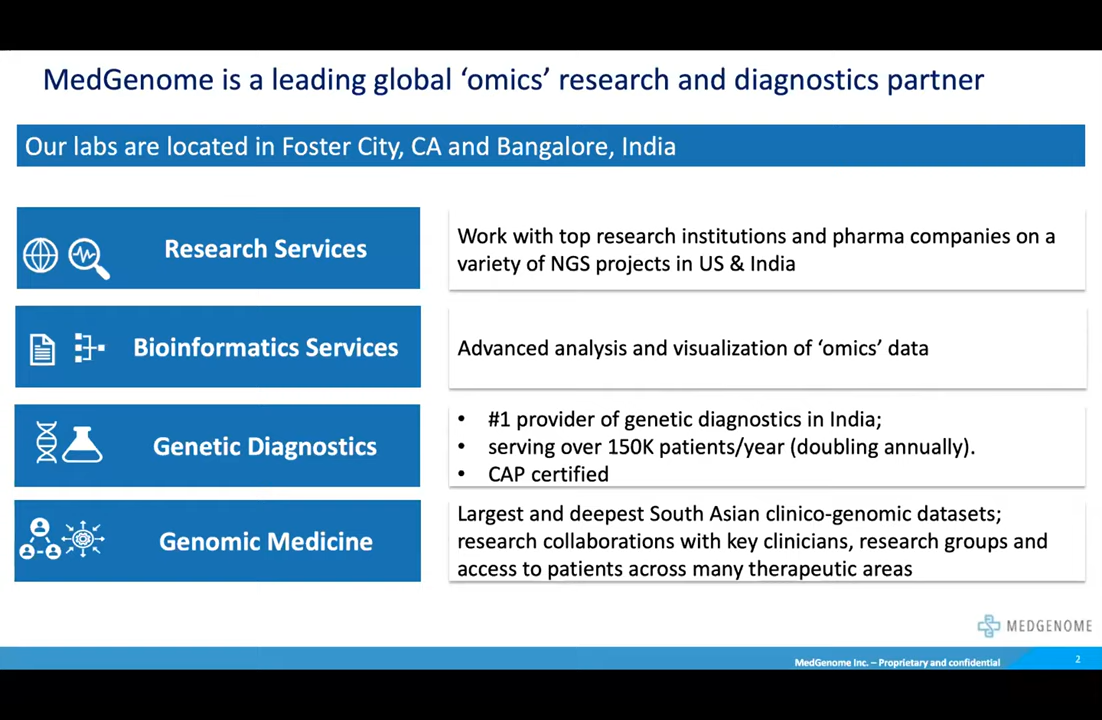 MedGenome is a leading global ‘omics’ research and diagnostics partner
Our labs are located in Foster City, CA and Bangalore, India
Research Services
Work with top research institutions and pharma companies on a
variety of NGS projects in US & India
Bioinformatics Services
Advanced analysis and visualization of ‘omics’ data
Genetic Diagnostics
• #1 provider of genetic diagnostics in India;
• serving over 150K patients/year (doubling annually).
• CAP certified
Genomic Medicine
Largest and deepest South Asian clinico-genomic datasets;
research collaborations with key clinicians, research groups and
access to patients across many therapeutic areas
MEDGENOME
MedGenome Inc. – Proprietary and confidential
2